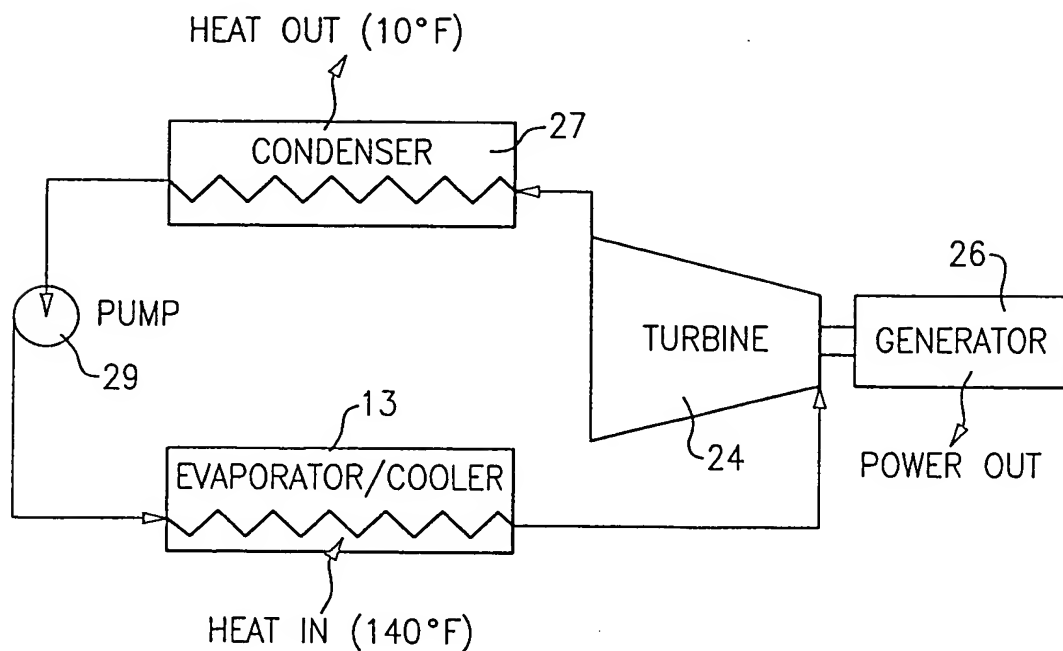 HEAT OUT (10°F)
CONDENSER
27
PUMP
29
26
TURBINE
GENERATOR
24
POWER OUT
13
EVAPORATOR/COOLER
HEAT IN (140°F)